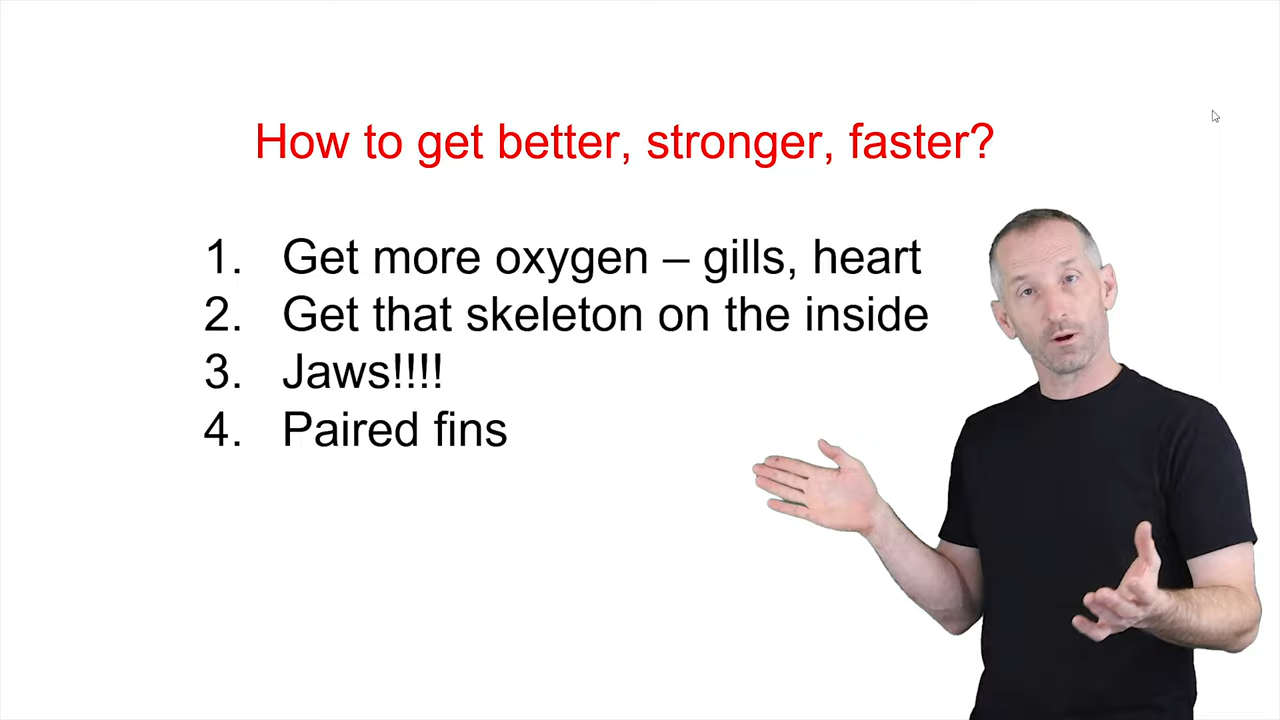 How to get better, stronger, faster?
1. Get more oxygen – gills, heart
2. Get that skeleton on the inside
3. Jaws!!!!
4. Paired fins